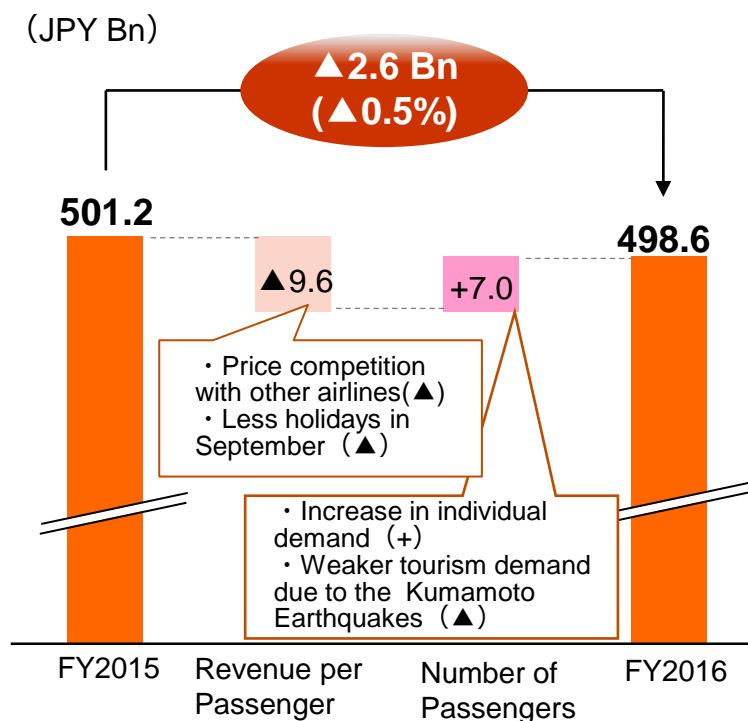 （JPY Bn）
▲2.6 Bn
(▲0.5%)
501.2
498.6
▲9.6
+7.0
・Price competition
with other airlines(▲)
・Less holidays in
September（▲）
・Increase in individual
demand（+）
・Weaker tourism demand
due to the Kumamoto
Earthquakes（▲）
FY2015
Revenue per
Passenger
Number of
Passengers
FY2016